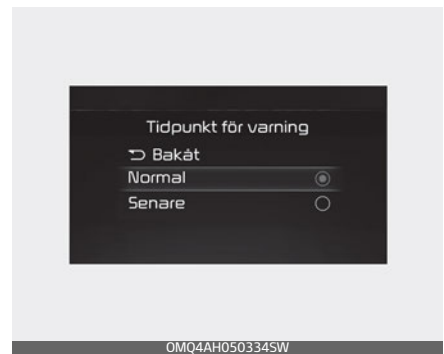 Tidpunkt för varning
Bakåt
Normal
Senare
OMQ4AH050334SW